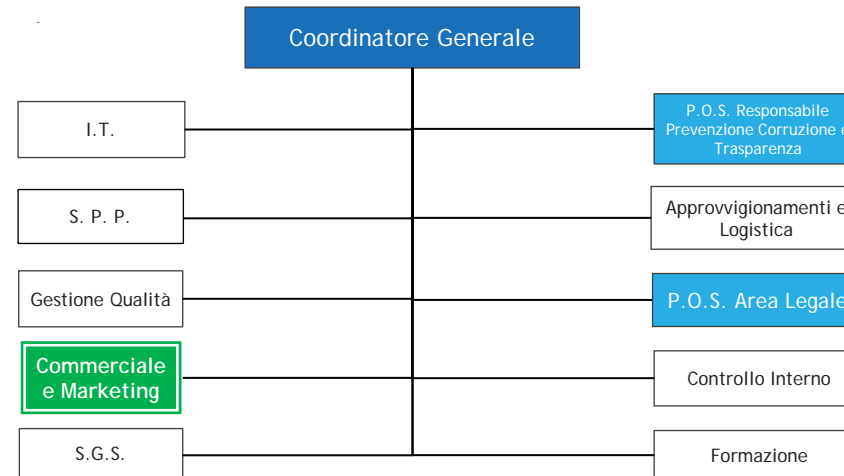 Coordinatore Generale
I.T.
P.O.S. Responsabile
Prevenzione Corruzione e
Trasparenza
S. P. P.
Approvvigionamenti e
Logistica
Gestione Qualità
P.O.S. Area Legale
Commerciale
e Marketing
Controllo Interno
S.G.S.
Formazione